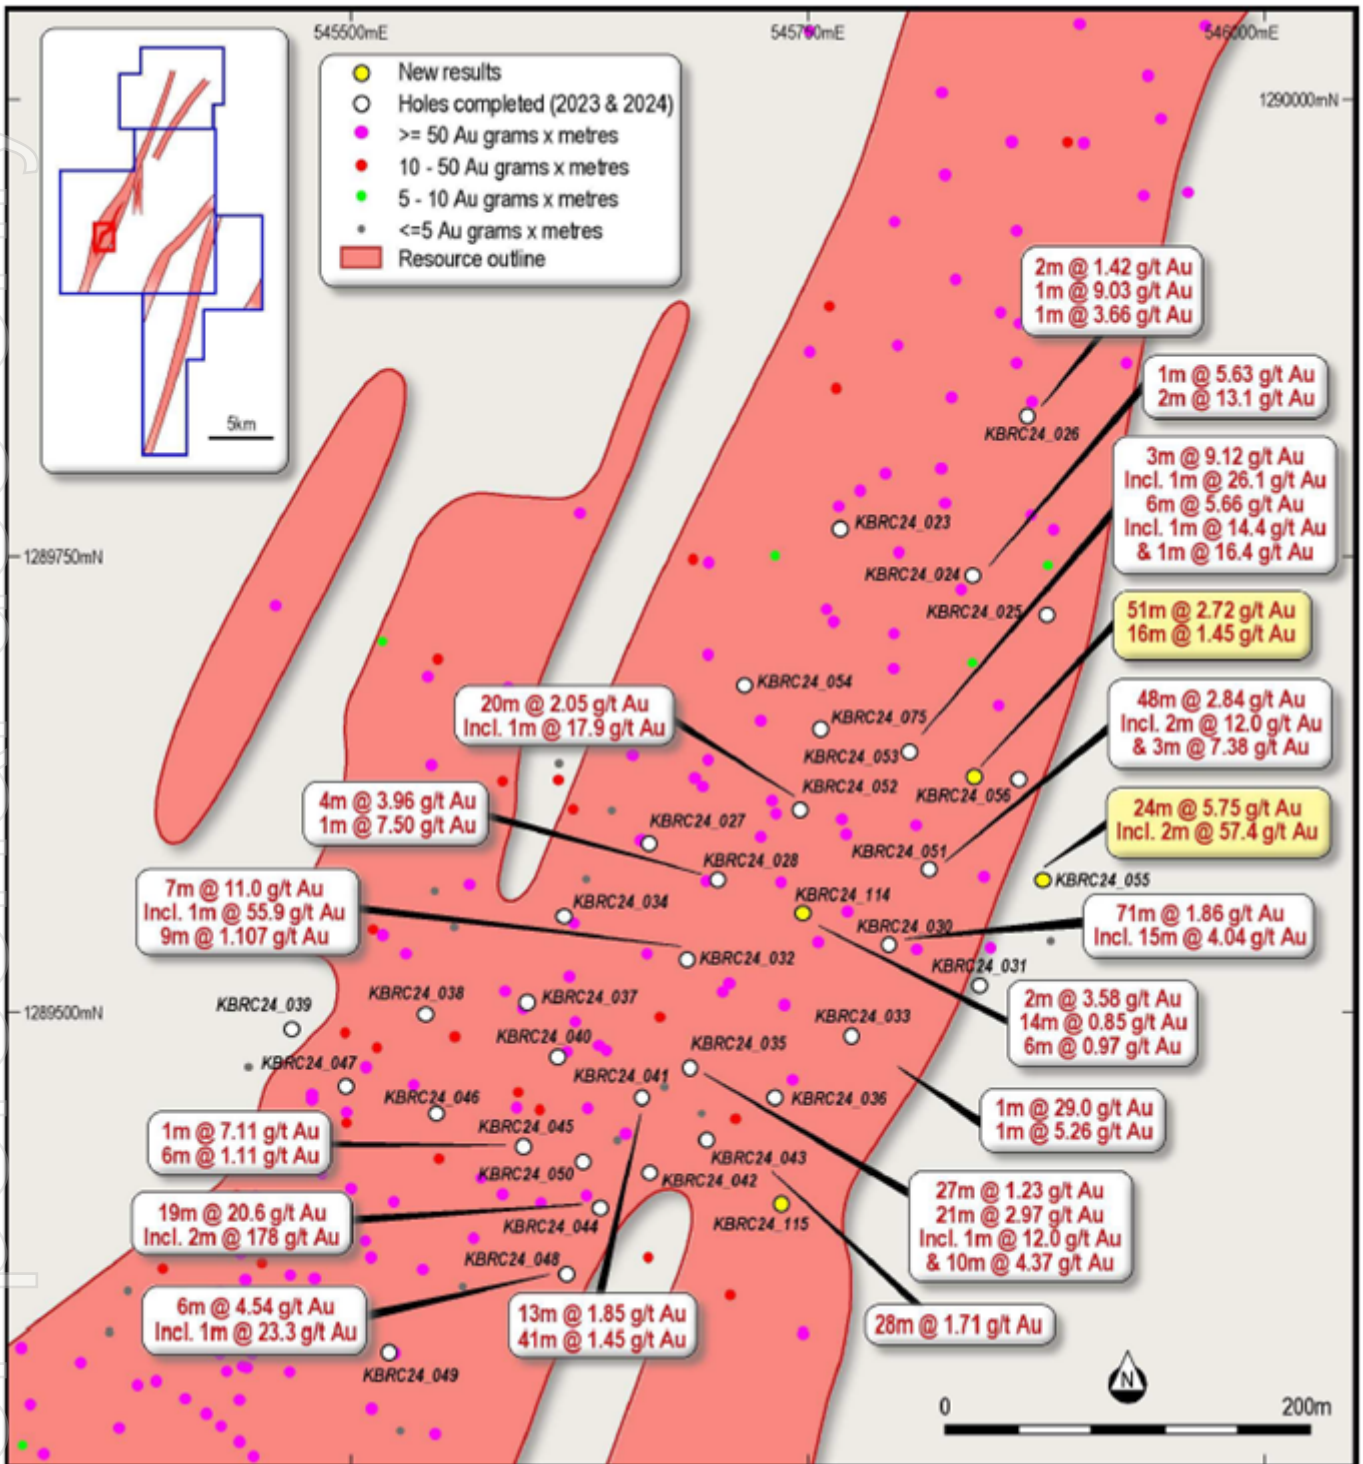 545500mE
545750mE
546000mE
1290000mN
New results
Holes completed (2023 & 2024)
>= 50 Au grams x metres
10 - 50 Au grams x metres
5 - 10 Au grams x metres
<=5 Au grams x metres
Resource outline
5km
2m @ 1.42 g/t Au
1m @ 9.03 g/t Au
1m @ 3.66 g/t Au
1m @ 5.63 g/t Au
2m @ 13.1 g/t Au
KBRC24_026
3m @ 9.12 g/t Au
Incl. 1m @ 26.1 g/t Au
6m @ 5.66 g/t Au
Incl. 1m @ 14.4 g/t Au
& 1m @ 16.4 g/t Au
KBRC24_023
1289750mN
KBRC24_024
KBRC24_025
51m @ 2.72 g/t Au
16m @ 1.45 g/t Au
KBRC24_054
20m @ 2.05 g/t Au
Incl. 1m @ 17.9 g/t Au
48m @ 2.84 g/t Au
Incl. 2m @ 12.0 g/t Au
& 3m @ 7.38 g/t Au
KBRC24_075
KBRC24_053
KBRC24_052
KBRC24_056
4m @ 3.96 g/t Au
1m @ 7.50 g/t Au
24m @ 5.75 g/t Au
Incl. 2m @ 57.4 g/t Au
KBRC24_027
KBRC24_051
KBRC24_028
KBRC24_055
7m @ 11.0 g/t Au
Incl. 1m @ 55.9 g/t Au
9m @ 1.107 g/t Au
KBRC24_034
KBRC24_114
KBRC24_030
71m @ 1.86 g/t Au
Incl. 15m @ 4.04 g/t Au
KBRC24_032
KBRC24_031
KBRC24_039
KBRC24_038
KBRC24_037
1289500mN
2m @ 3.58 g/t Au
14m @ 0.85 g/t Au
6m @ 0.97 g/t Au
KBRC24_033
KBRC24_040
KBRC24_035
KBRC24_047
KBRC24_041
KBRC24_046
KBRC24_036
1m @ 29.0 g/t Au
1m @ 5.26 g/t Au
1m @ 7.11 g/t Au
6m @ 1.11 g/t Au
KBRC24_045
KBRC24_043
KBRC24_050
KBRC24_042
27m @ 1.23 g/t Au
21m @ 2.97 g/t Au
Incl. 1m @ 12.0 g/t Au
& 10m @ 4.37 g/t Au
19m @ 20.6 g/t Au
Incl. 2m @ 178 g/t Au
KBRC24_044
KBRC24_115
KBRC24_048
6m @ 4.54 g/t Au
Incl. 1m @ 23.3 g/t Au
13m @ 1.85 g/t Au
41m @ 1.45 g/t Au
28m @ 1.71 g/t Au
KBRC24_049
N
0
200m